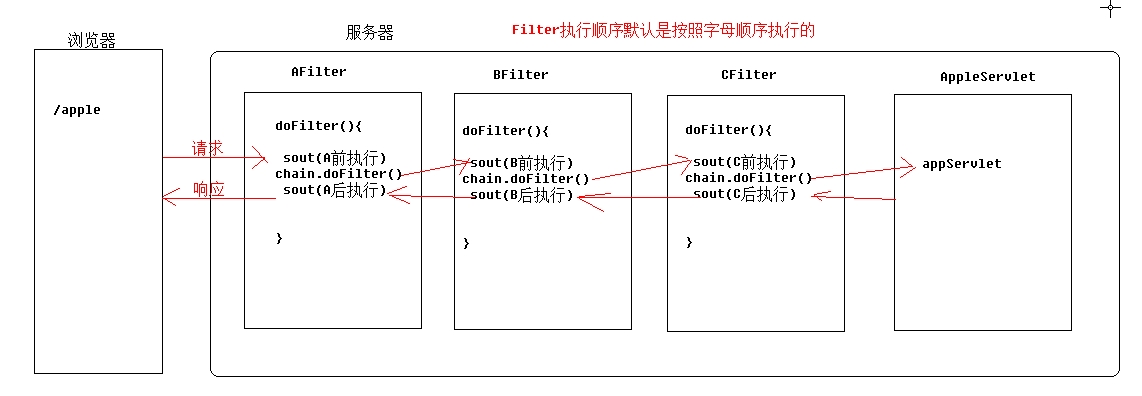 Filter执行顺序默认是按照字母顺序执行的
浏览器
服务器
/apple
请求
响应
AFilter
doFilter(){
sout(A前执行)
chain.doFilter()
sout(A后执行)
}
BFilter
doFilter(){
sout(B前执行)
chain.doFilter()
sout(B后执行)
}
CFilter
doFilter(){
sout(C前执行)
chain.doFilter()
sout(C后执行)
}
AppleServlet
appServlet